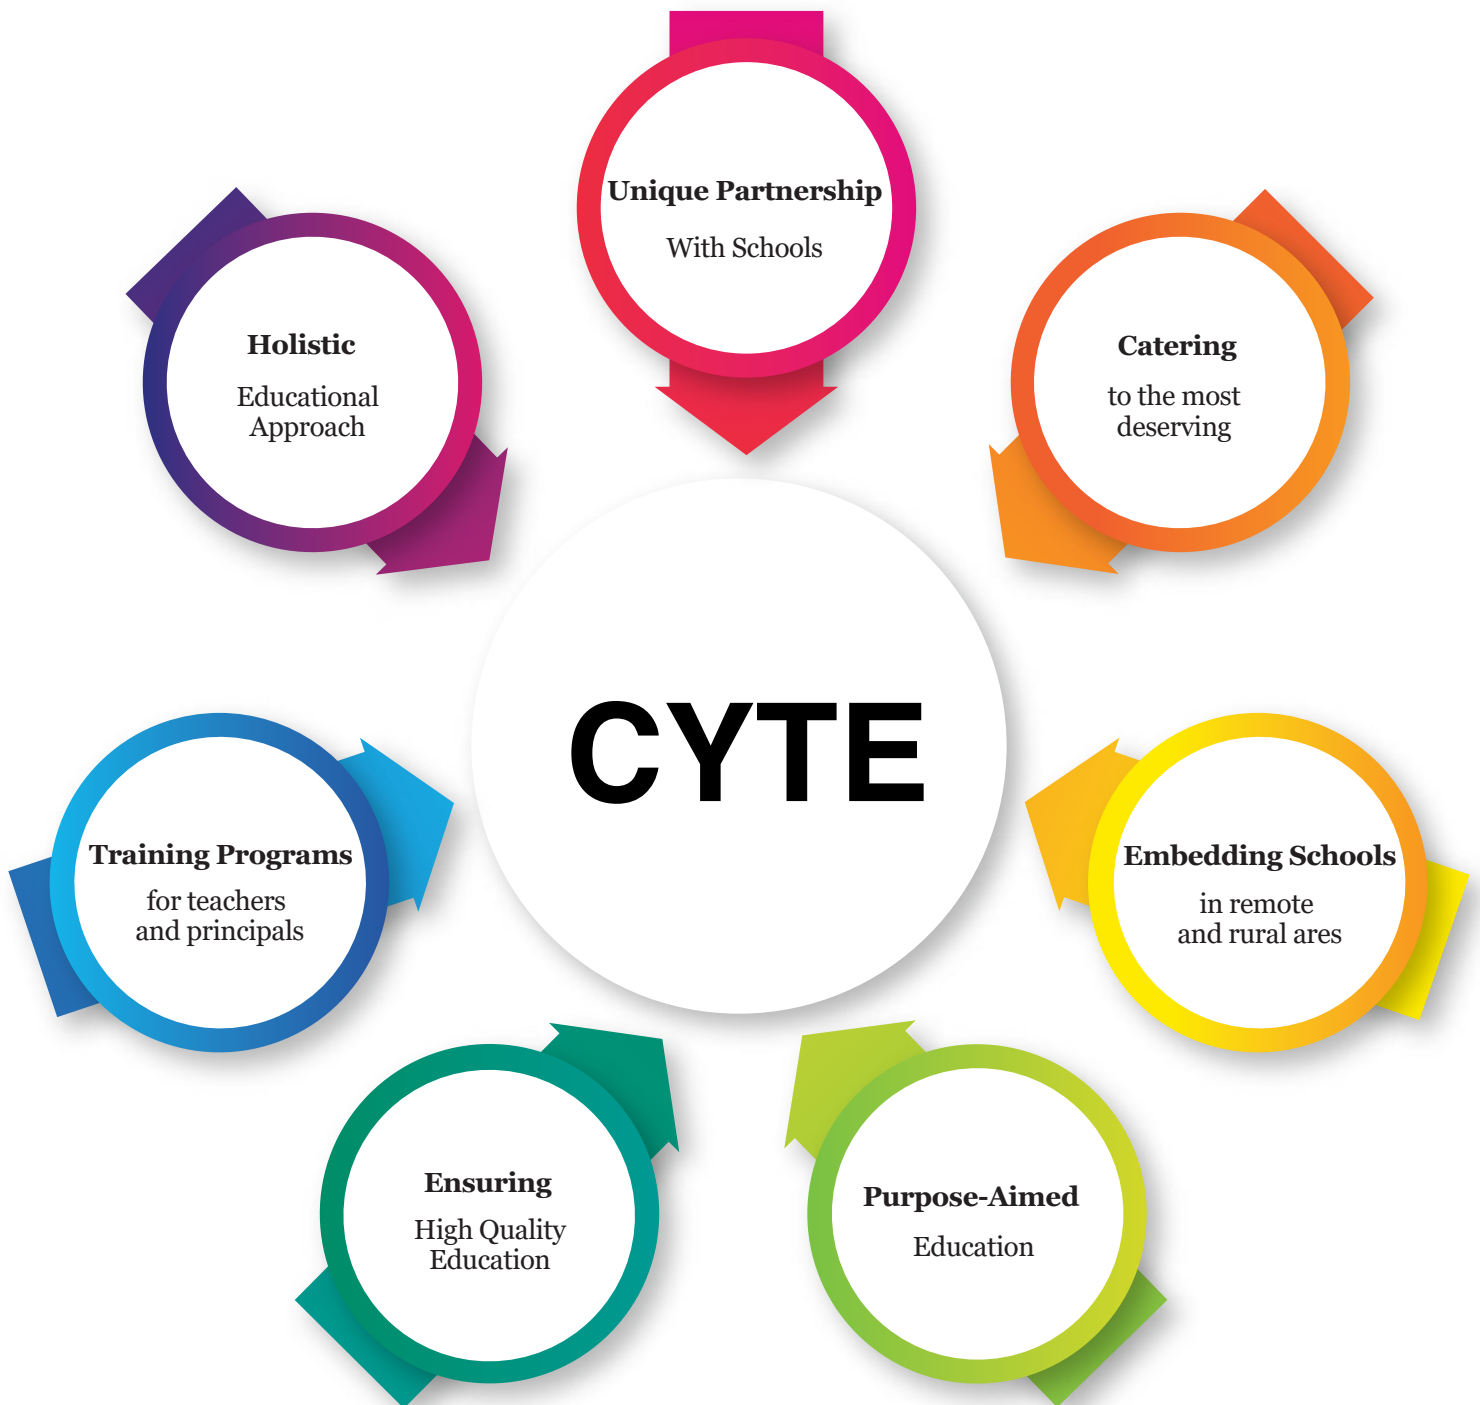 Unique Partnership
With Schools
Holistic
Educational
Approach
Catering
to the most
deserving
CYTE
Training Programs
for teachers
and principals
Embedding Schools
in remote
and rural ares
Ensuring
High Quality
Education
Purpose-Aimed
Education